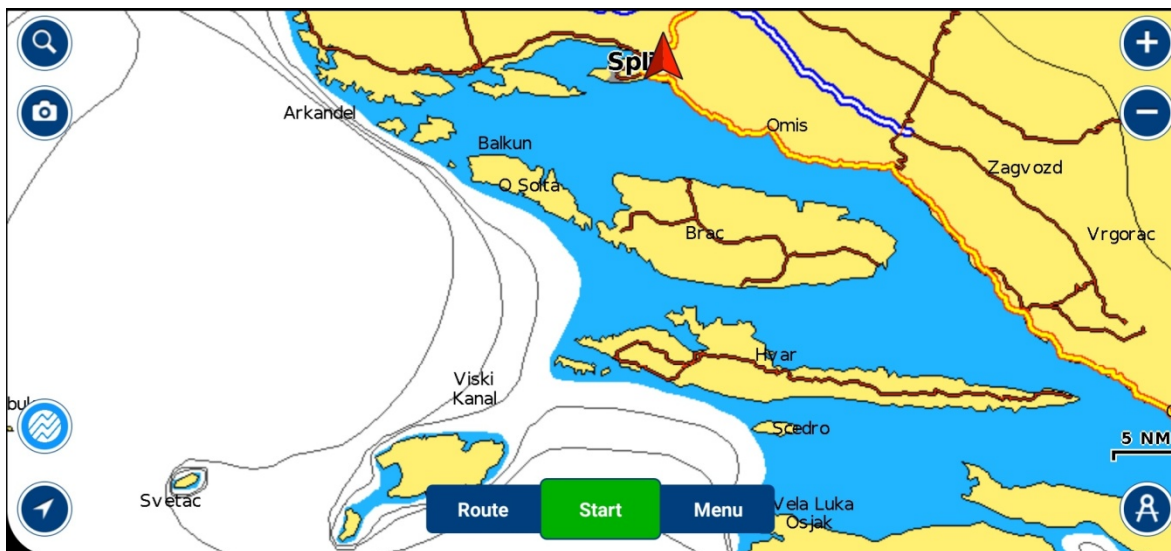 Split
Arkandel
Omis
Balkun
Zagvozd
O Solta
Brac
Vrgorac
Hvar
Viski
Kanal
Scedro
5 NM
Svetac
Route
Start
Menu
Vela Luka
Osjak